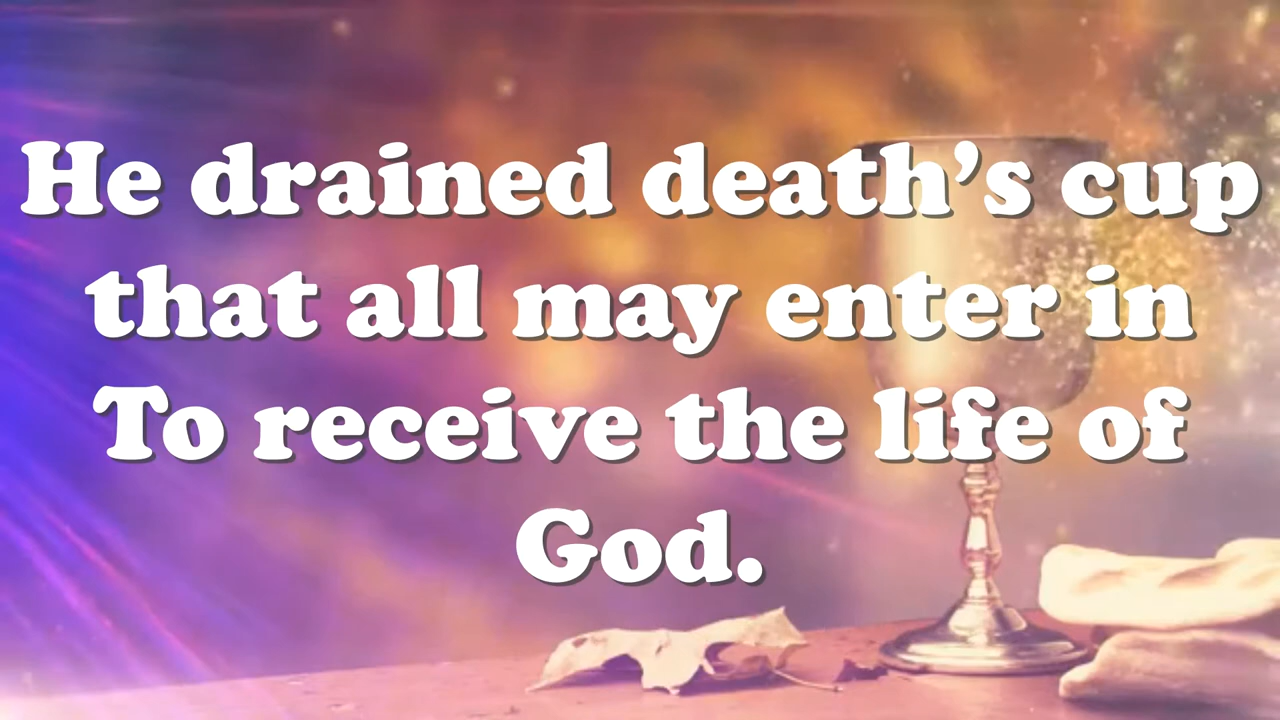 He drained death’s cup
that all may enter in
To receive the life of
God.